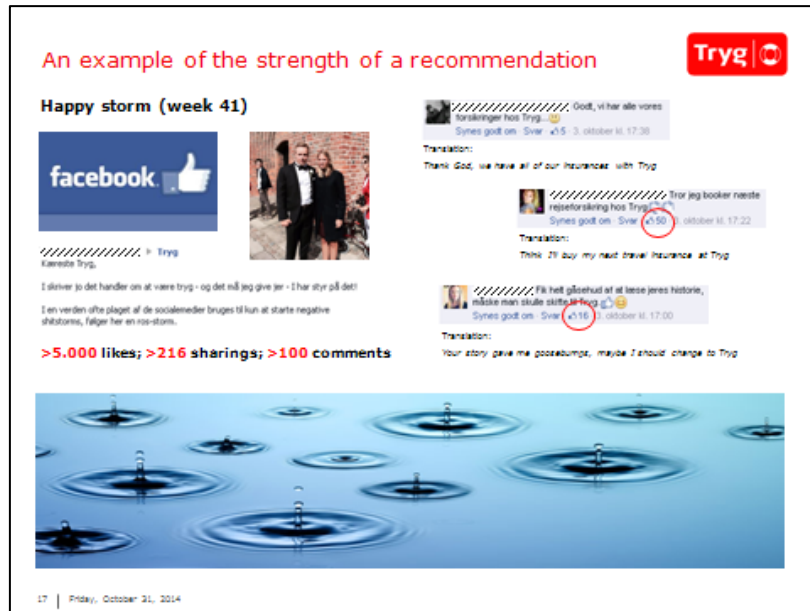 An example of the strength of a recommendation
Tryg
Happy storm (week 41)
facebook.
Tryg
Kæreste Tryg,
I skriver jo det handler om at være tryg - og det må jeg give jer - I har styr på det!
I en verden ofte plaget af de socialemedier bruges til kun at starte negative
shitstorms, følger her en ros-storm.
>5.000 likes; >216 sharings; >100 comments
Godt, vi har alle vores
forsikringer hos Tryg...
Synes godt om · Svar · 5 · 3. oktober kl. 17:38
Translation:
Thank God, we have all of our insurances with Tryg
Tror jeg booker næste
rejseforsikring hos Tryg
Synes godt om · Svar · 50 · 3. oktober kl. 17:22
Translation:
Think I'll buy my next travel insurance at Tryg
Fik helt gåsehud at at læse jeres historie,
måske man skulle skifte til Tryg.
Synes godt om · Svar · 16 · 3. oktober kl. 17:00
Translation:
Your story gave me goosebumps, maybe I should change to Tryg
17 | Friday, October 31, 2014